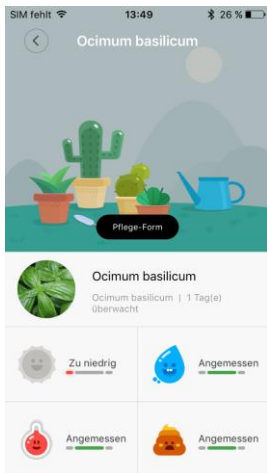 SIM fehlt 13:49 26 %
Ocimum basilicum
Pflege-Form
Ocimum basilicum
Ocimum basilicum | 1 Tag(e)
überwacht
Zu niedrig
Angemessen
Angemessen
Angemessen